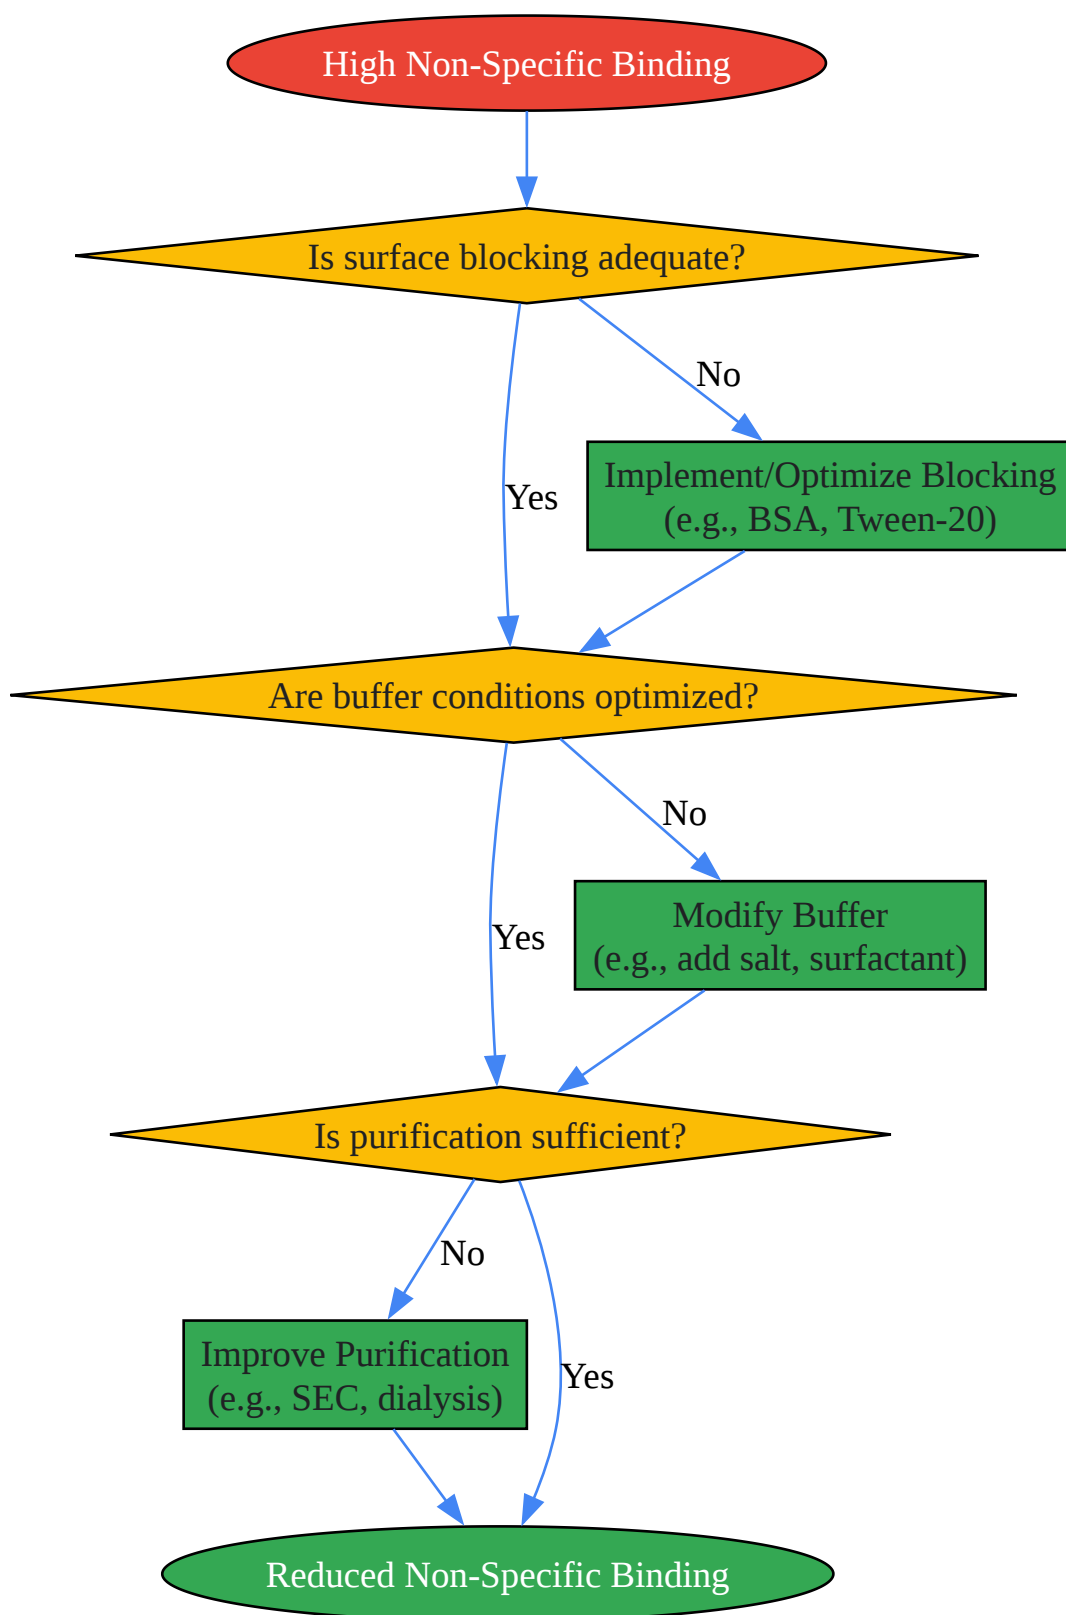 High Non-Specific Binding
Is surface blocking adequate?
No
Implement/Optimize Blocking
(e.g., BSA, Tween-20)
Yes
Are buffer conditions optimized?
No
Modify Buffer
(e.g., add salt, surfactant)
Yes
Is purification sufficient?
No
Improve Purification
(e.g., SEC, dialysis)
Yes
Reduced Non-Specific Binding